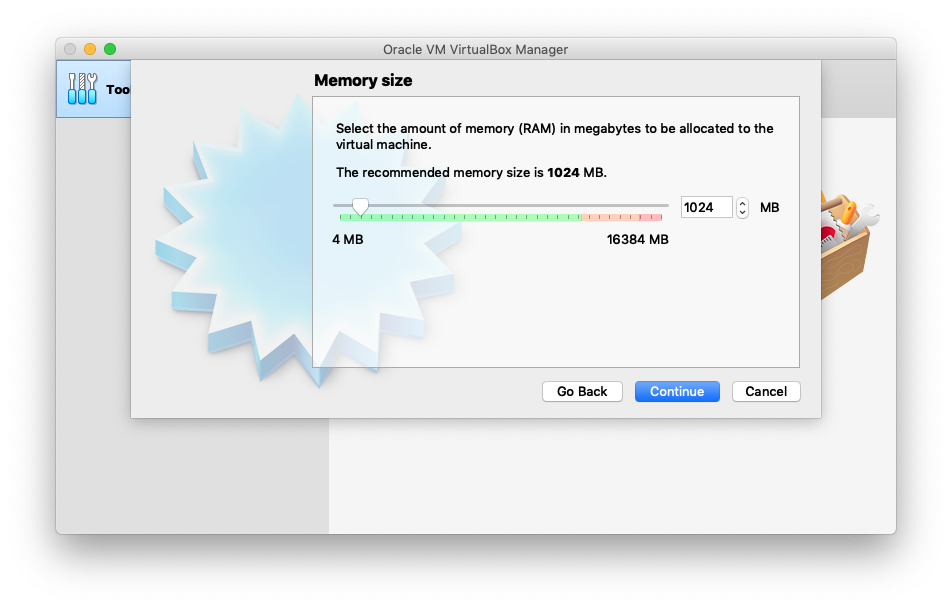 Oracle VM VirtualBox Manager
Memory size
Select the amount of memory (RAM) in megabytes to be allocated to the
virtual machine.
The recommended memory size is 1024 MB.
1024 MB
4 MB 16384 MB
Go Back Continue Cancel